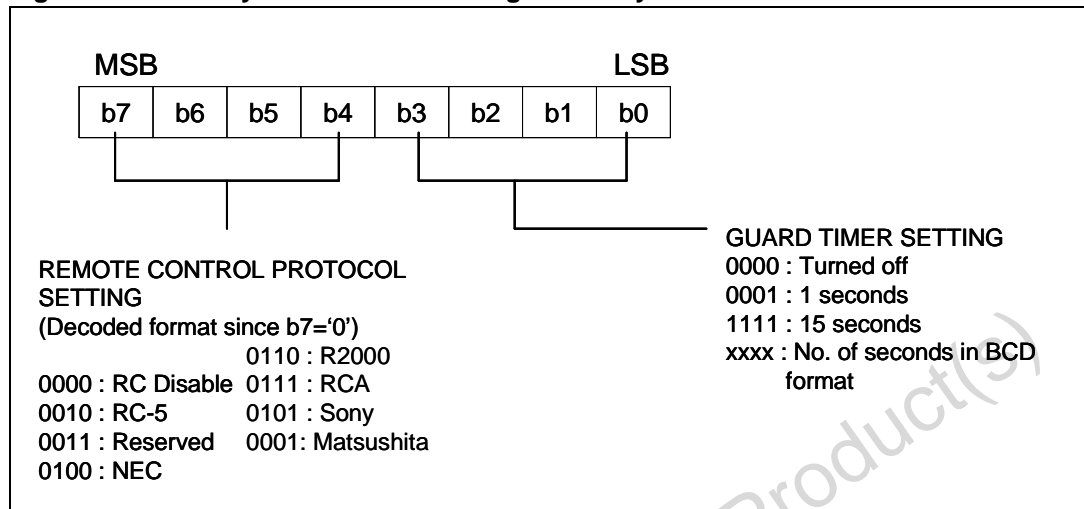 MSB LSB
b7 b6 b5 b4 b3 b2 b1 b0
REMOTE CONTROL PROTOCOL
SETTING
(Decoded format since b7=‘0’)
0110 : R2000
0000 : RC Disable 0111 : RCA
0010 : RC-5 0101 : Sony
0011 : Reserved 0001: Matsushita
0100 : NEC
GUARD TIMER SETTING
0000 : Turned off
0001 : 1 seconds
1111 : 15 seconds
xxxx : No. of seconds in BCD
format
Product(s)